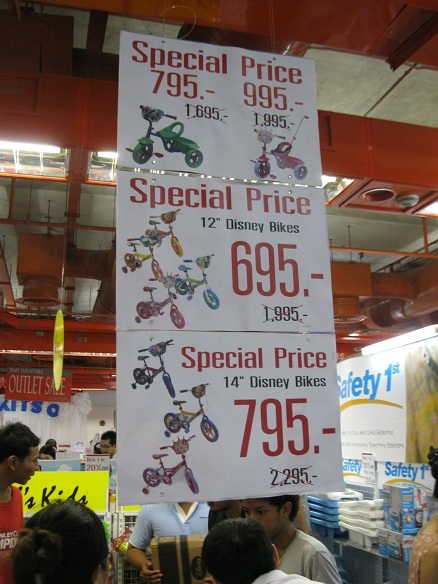 Special Price
795.- 995.-
1,695.- 1,995.-
Special Price
12" Disney Bikes
695.-
1,995.-
Special Price
14" Disney Bikes
795.-
2,295.-
OUTLET SALE
Safety 1st
Safety 1st
Safety 1st
20%
's Kids